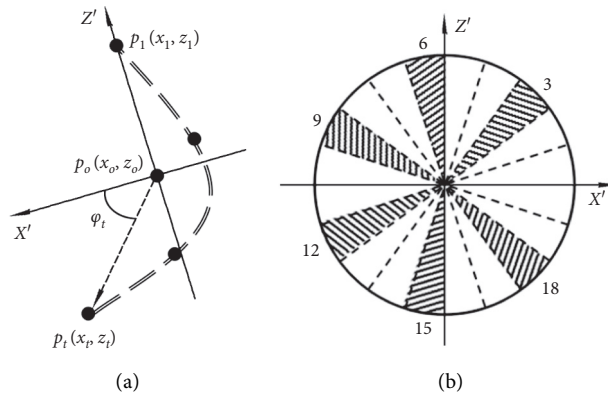 Z′
p₁ (x₁, z₁)
pₒ (xₒ, zₒ)
X′
φₜ
pₜ (xₜ, zₜ)
(a)
Z′
6
3
9
X′
12
18
15
(b)